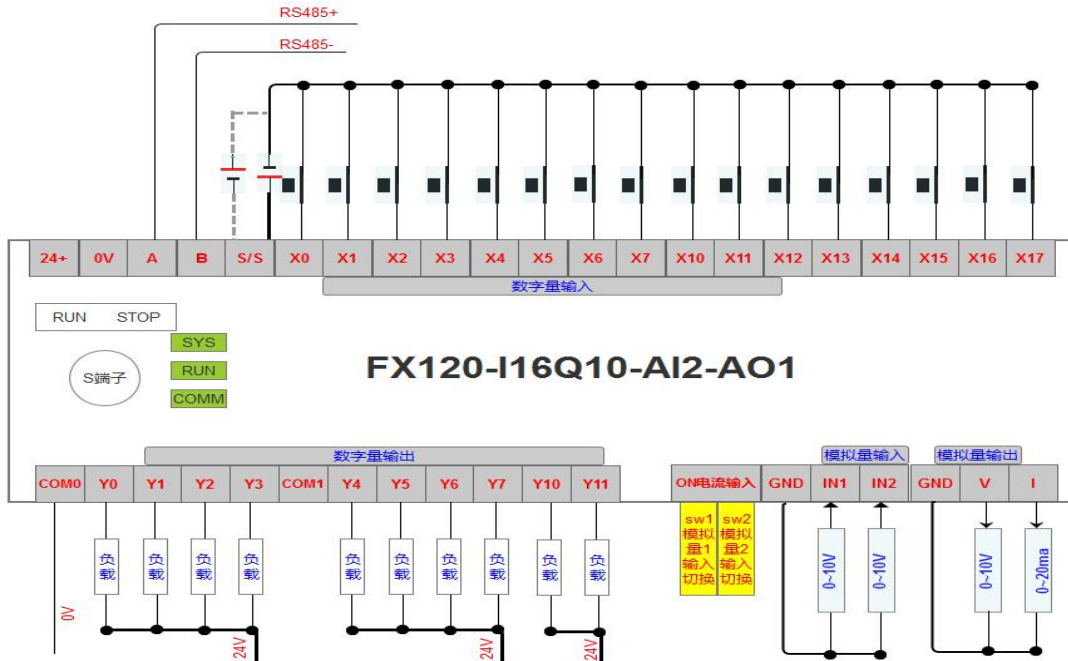 RS485+
RS485-
24+ 0V A B S/S X0 X1 X2 X3 X4 X5 X6 X7 X10 X11 X12 X13 X14 X15 X16 X17
数字量输入
RUN STOP
SYS
S端子
RUN
COMM
FX120-I16Q10-AI2-AO1
数字量输出
模拟量输入
模拟量输出
COM0 Y0 Y1 Y2 Y3 COM1 Y4 Y5 Y6 Y7 Y10 Y11
ON电流输入 GND IN1 IN2 GND V I
sw1
模拟
量1
输入
切换
sw2
模拟
量2
输入
切换
负载
负载
负载
负载
负载
负载
负载
负载
负载
负载
0~10V
0~10V
0~10V
0~20ma
0V
24V
24V
24V